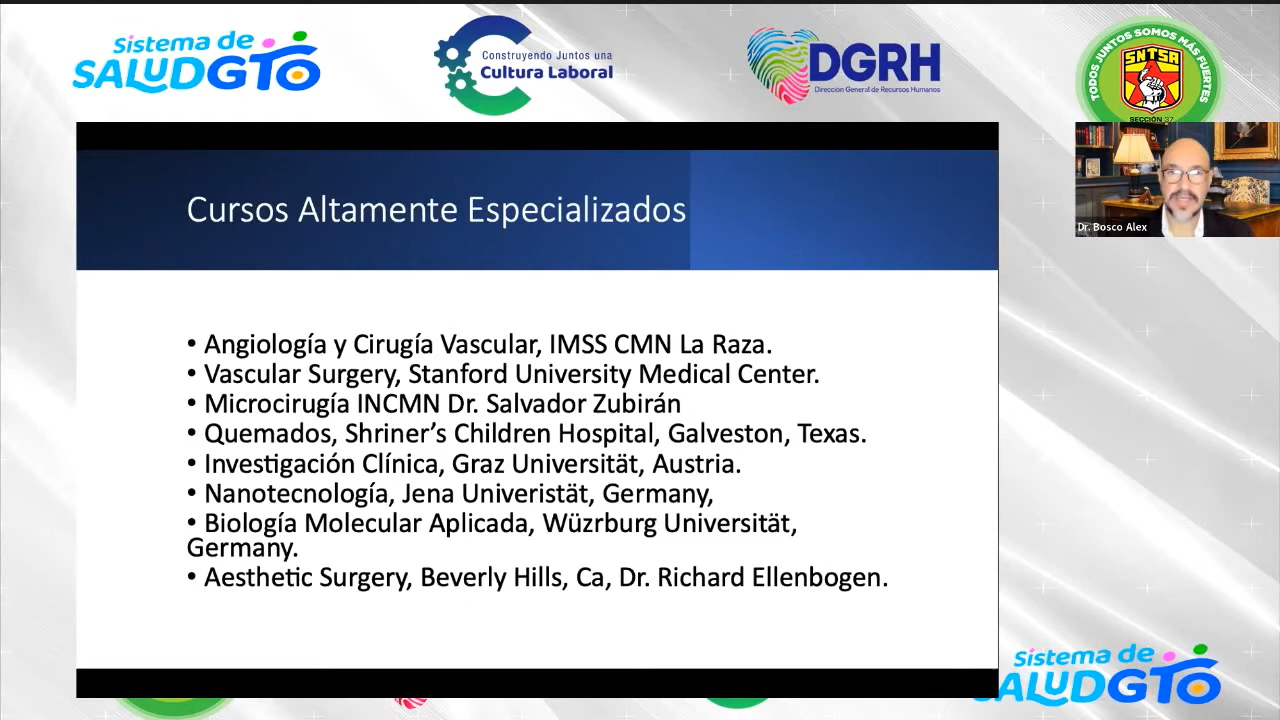 Sistema de
SALUDGTO
Construyendo Juntos una
Cultura Laboral
DGRH
Dirección General de Recursos Humanos
TODOS JUNTOS SOMOS MÁS FUERTES
SNTSA
SECCIÓN 37
Dr. Bosco Alex
Cursos Altamente Especializados
• Angiología y Cirugía Vascular, IMSS CMN La Raza.
• Vascular Surgery, Stanford University Medical Center.
• Microcirugía INCMN Dr. Salvador Zubirán
• Quemados, Shriner’s Children Hospital, Galveston, Texas.
• Investigación Clínica, Graz Universität, Austria.
• Nanotecnología, Jena Univeristät, Germany,
• Biología Molecular Aplicada, Wüzrburg Universität,
Germany.
• Aesthetic Surgery, Beverly Hills, Ca, Dr. Richard Ellenbogen.
Sistema de
SALUDGTO